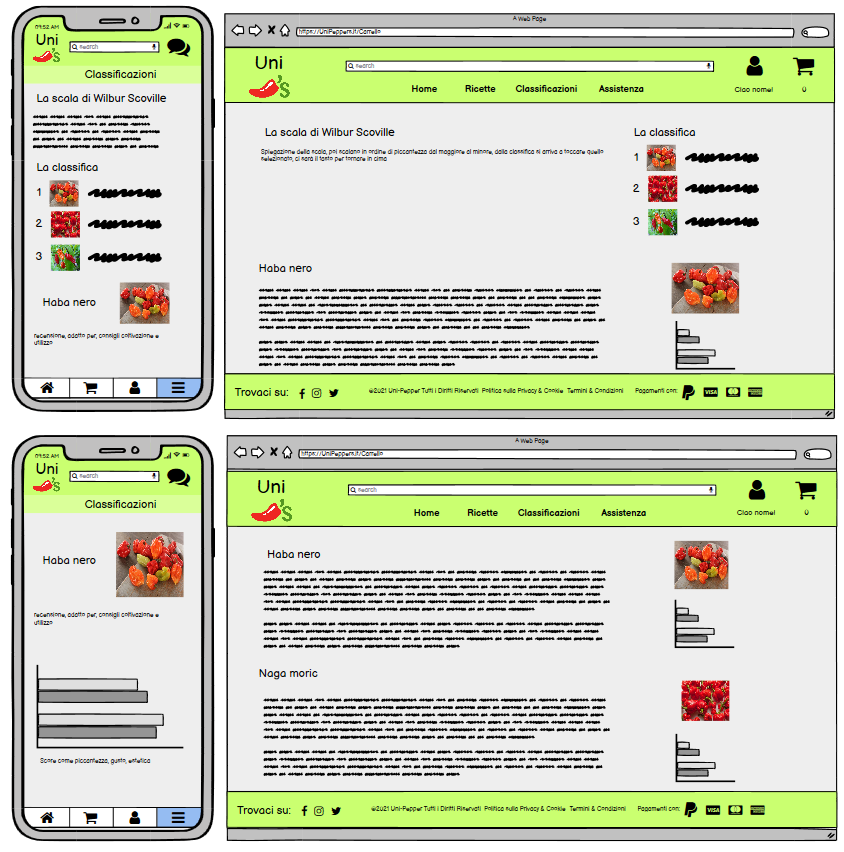 09:52 AM
Uni
search
's
Classificazioni
La scala di Wilbur Scoville
La classifica
1
2
3
Haba nero
recensione, adatto per, consigli coltivazione e
utilizzo
A Web Page
https://UniPeppers.it/Carrello
Uni
search
's
Ciao nome!
0
Home Ricette Classificazioni Assistenza
La scala di Wilbur Scoville
Spiegazione della scala, poi scalano in ordine di piccantezza dal maggiore al minore, dalla classifica si arriva a toccare quello
selezionato, ci sarà il tasto per tornare in cima
La classifica
1
2
3
Haba nero
Trovaci su:
©2021 Uni-Pepper Tutti i Diritti Riservati Politica sulla Privacy & Cookie Termini & Condizioni
Pagamenti con:
VISA
09:52 AM
Uni
search
's
Classificazioni
Haba nero
recensione, adatto per, consigli coltivazione e
utilizzo
Score come piccantezza, gusto, estetica
A Web Page
https://UniPeppers.it/Carrello
Uni
search
's
Ciao nome!
0
Home Ricette Classificazioni Assistenza
Haba nero
Naga moric
Trovaci su:
©2021 Uni-Pepper Tutti i Diritti Riservati Politica sulla Privacy & Cookie Termini & Condizioni
Pagamenti con:
VISA